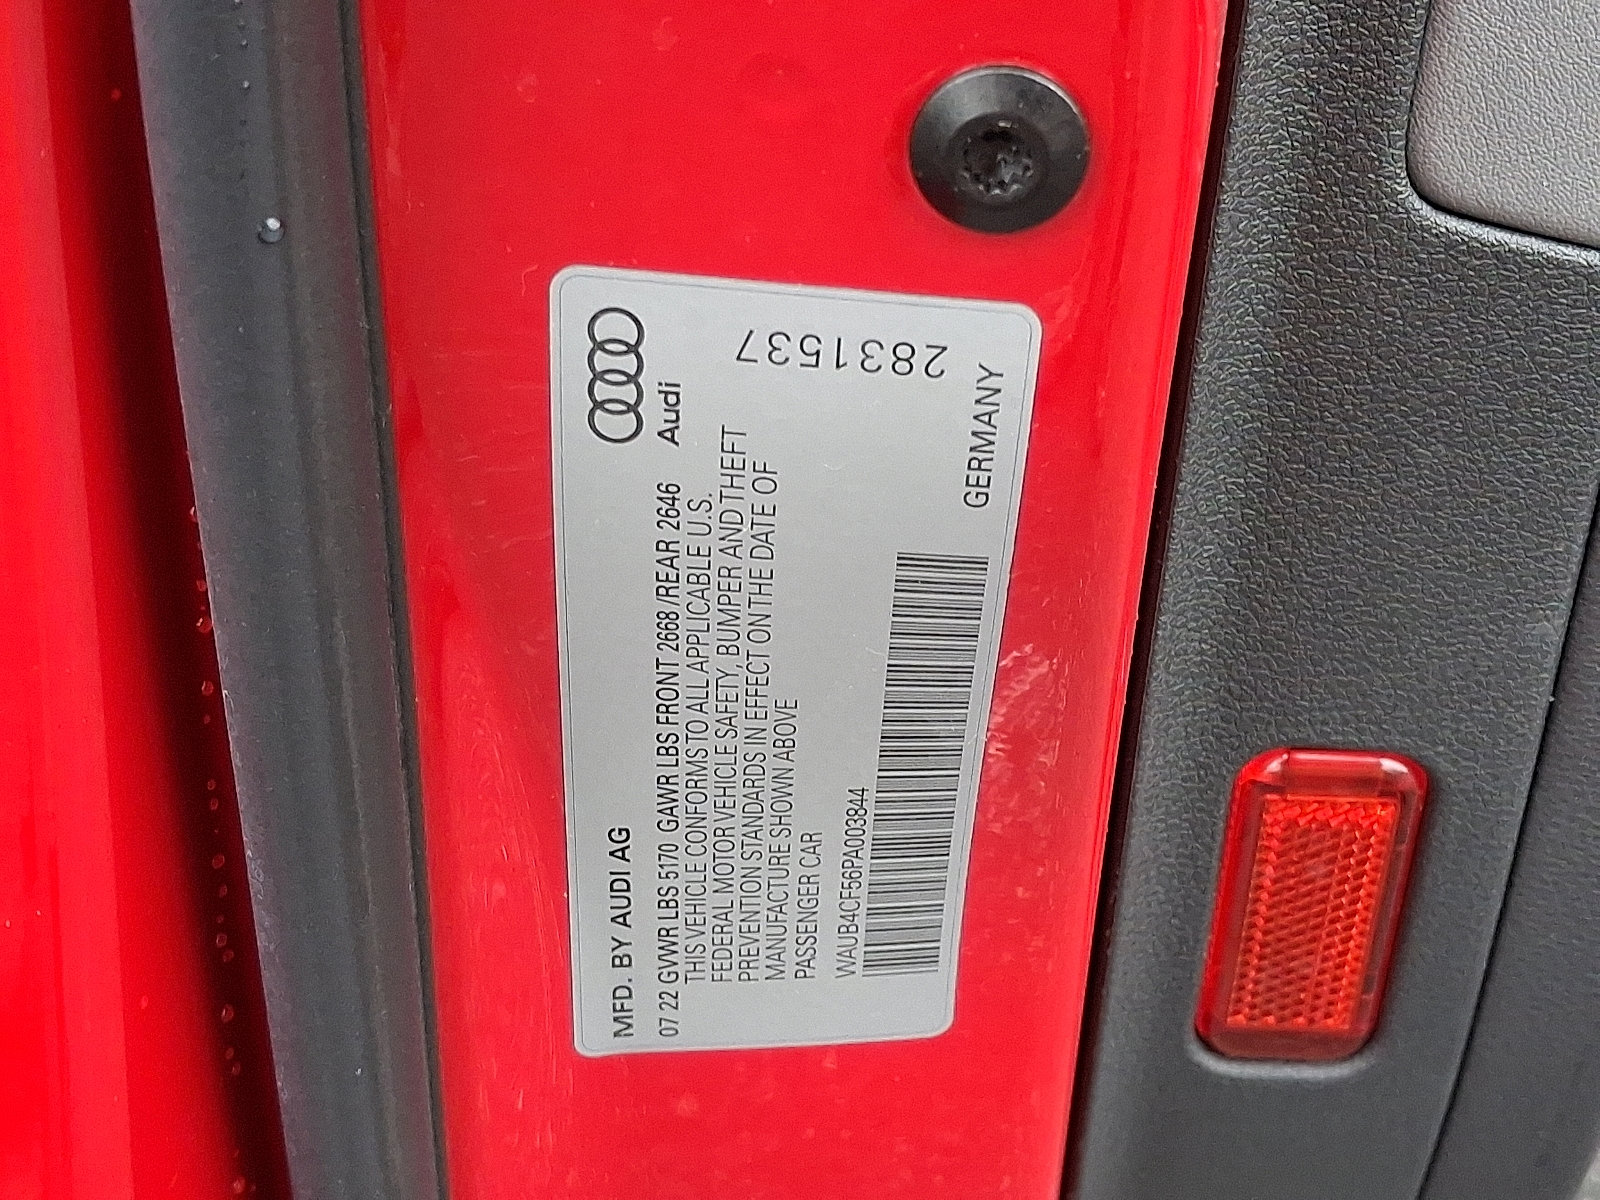 MFD. BY AUDI AG
Audi
07 22 GVWR LBS 5170 GAWR LBS FRONT 2668 /REAR 2646
THIS VEHICLE CONFORMS TO ALL APPLICABLE U.S.
FEDERAL MOTOR VEHICLE SAFETY, BUMPER AND THEFT
PREVENTION STANDARDS IN EFFECT ON THE DATE OF
MANUFACTURE SHOWN ABOVE
PASSENGER CAR
WAUB4CF56PA003844
GERMANY
2831537